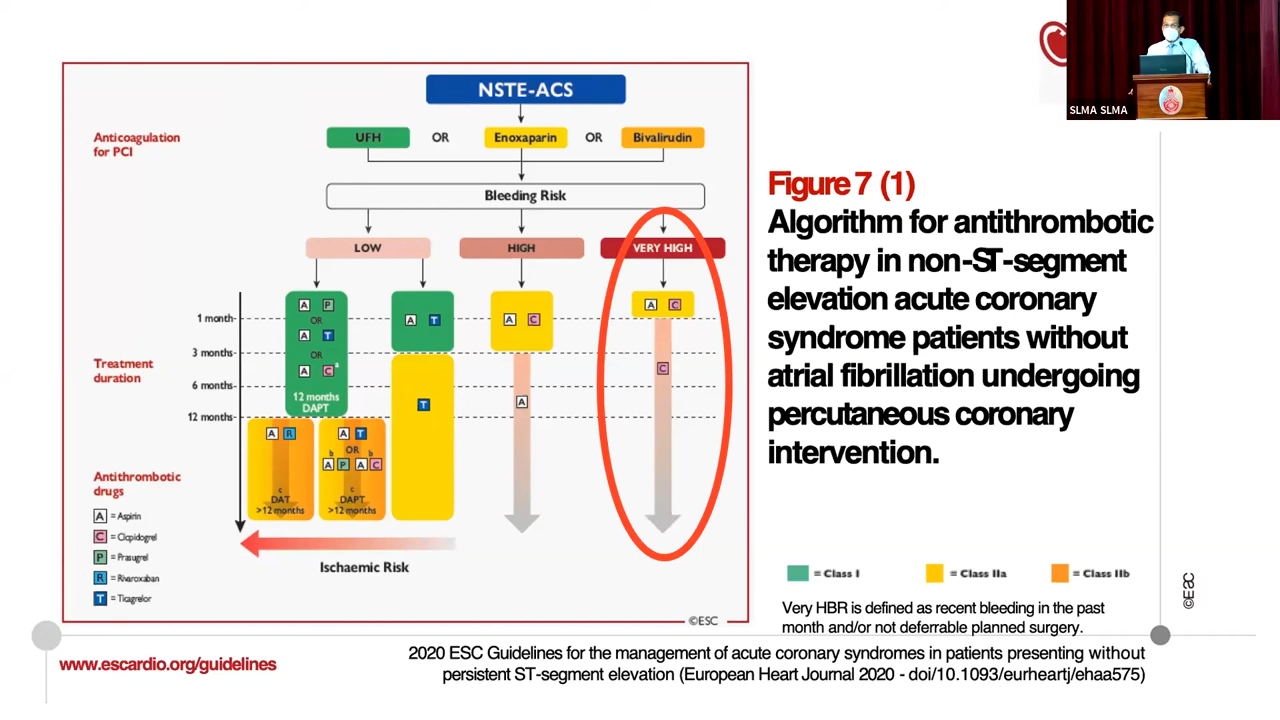 SLMA SLMA
NSTE-ACS
Anticoagulation
for PCI
UFH OR Enoxaparin OR Bivalirudin
Bleeding Risk
LOW HIGH VERY HIGH
Treatment
duration
1 month
3 months
6 months
12 months
A P
OR
A T
OR
A C a
12 months
DAPT
A T
T
A C
A
A C
C
A R
c
DAT
>12 months
A T
OR
b b
A P A C
c
DAPT
>12 months
Antithrombotic
drugs
A = Aspirin
C = Clopidogrel
P = Prasugrel
R = Rivaroxaban
T = Ticagrelor
Ischaemic Risk
©ESC
Figure 7 (1)
Algorithm for antithrombotic
therapy in non-ST-segment
elevation acute coronary
syndrome patients without
atrial fibrillation undergoing
percutaneous coronary
intervention.
= Class I = Class IIa = Class IIb
Very HBR is defined as recent bleeding in the past
month and/or not deferrable planned surgery.
©ESC
www.escardio.org/guidelines
2020 ESC Guidelines for the management of acute coronary syndromes in patients presenting without
persistent ST-segment elevation (European Heart Journal 2020 - doi/10.1093/eurheartj/ehaa575)